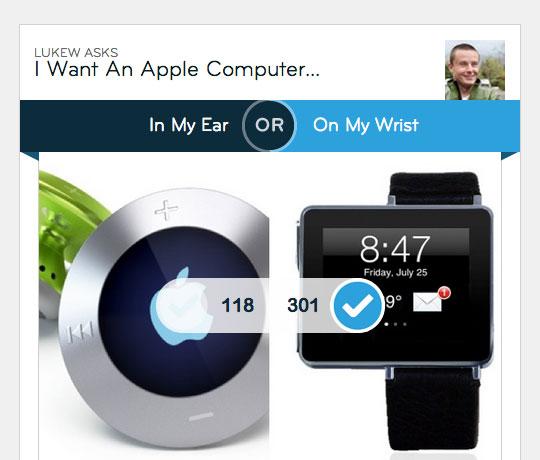 LUKEW ASKS
I Want An Apple Computer...
In My Ear OR On My Wrist
8:47
Friday, July 25
9°
1
118 301